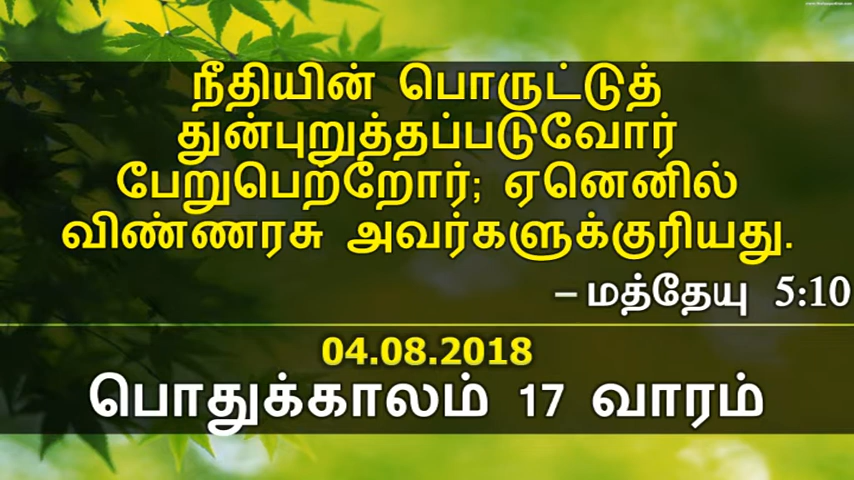 நீதியின் பொருட்டுத்
துன்புறுத்தப்படுவோர்
பேறுபெற்றோர்; ஏனெனில்
விண்ணரசு அவர்களுக்குரியது.
– மத்தேயு 5:10
04.08.2018
பொதுக்காலம் 17 வாரம்